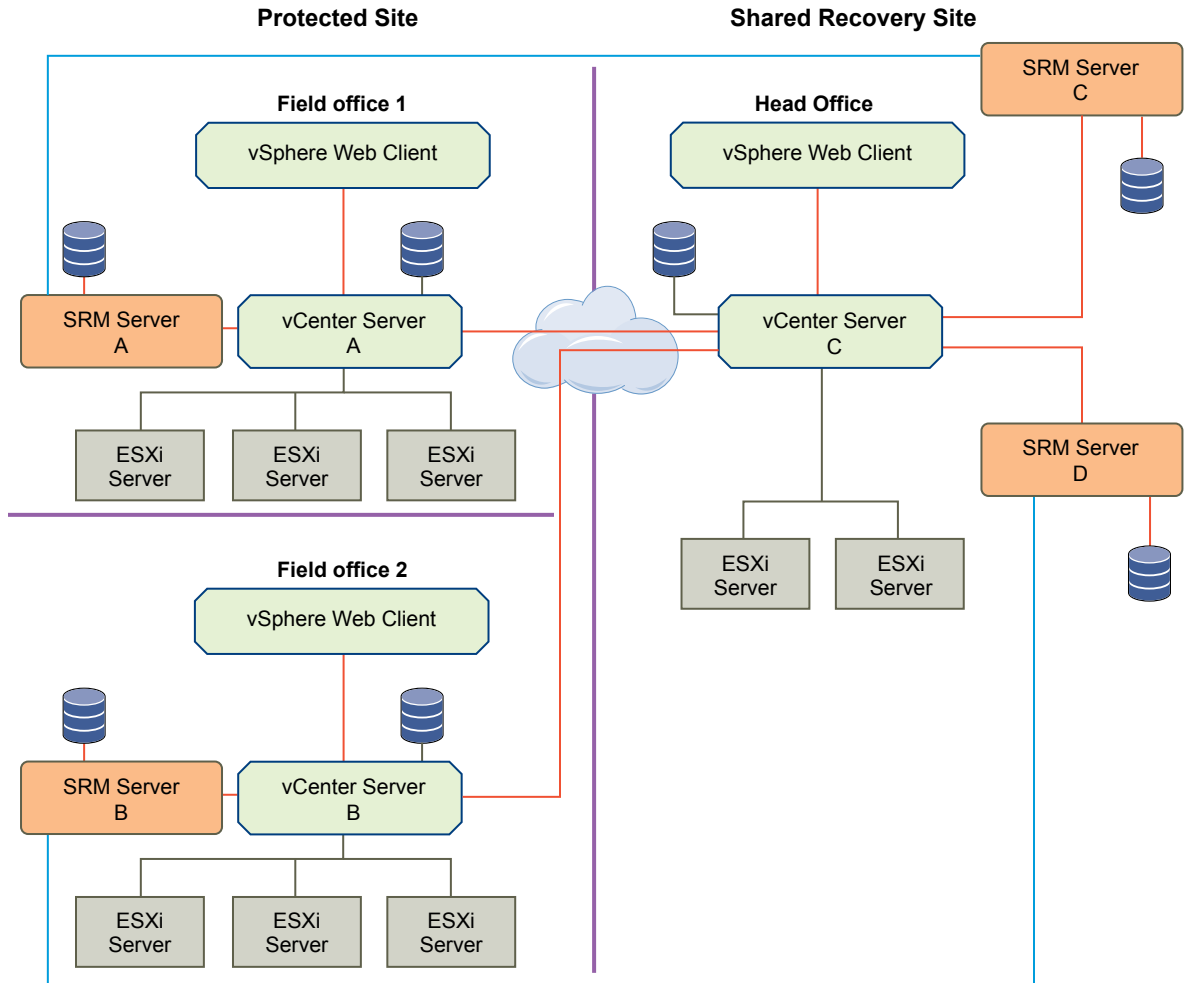 Protected Site
Shared Recovery Site
SRM Server
C
Field office 1
Head Office
vSphere Web Client
vSphere Web Client
SRM Server
A
vCenter Server
A
vCenter Server
C
ESXi
Server
ESXi
Server
ESXi
Server
SRM Server
D
ESXi
Server
ESXi
Server
Field office 2
vSphere Web Client
SRM Server
B
vCenter Server
B
ESXi
Server
ESXi
Server
ESXi
Server